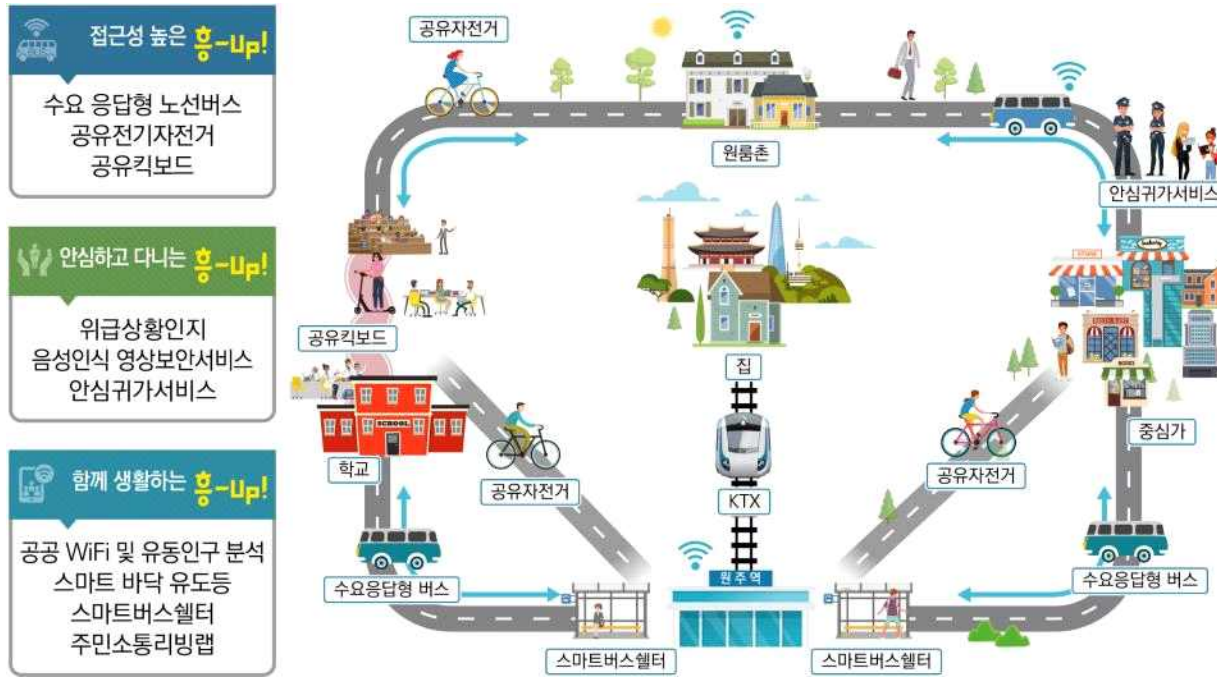 접근성 높은 흥-up!
수요 응답형 노선버스
공유전기자전거
공유킥보드
안심하고 다니는 흥-up!
위급상황인지
음성인식 영상보안서비스
안심귀가서비스
함께 생활하는 흥-up!
공공 WiFi 및 유동인구 분석
스마트 바닥 유도등
스마트버스쉘터
주민소통리빙랩
공유자전거
원룸촌
안심귀가서비스
공유킥보드
집
SCHOOL
학교
공유자전거
KTX
공유자전거
중심가
수요응답형 버스
원주역
수요응답형 버스
스마트버스쉘터
스마트버스쉘터